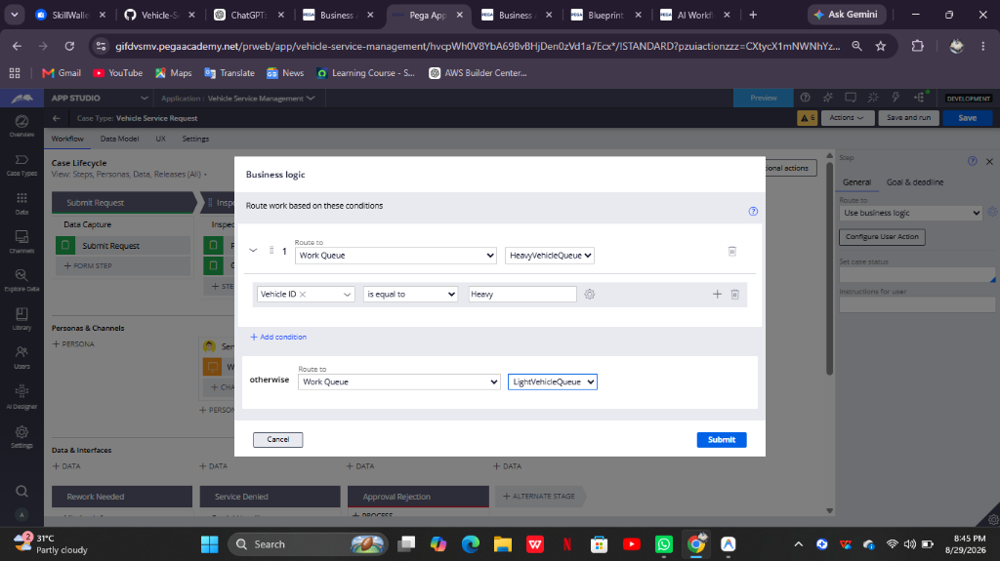 SkillWalle
Vehicle-S
ChatGPT:
Business
Pega App
Business
Blueprint
AI Workf
Ask Gemini
gifdvsmv.pegaacademy.net/prweb/app/vehicle-service-management/hvcpWh0V8YbA69BvBHjDen0zVd1a7Ecx*/!STANDARD?pzuiactionzzz=CXtycX1mNWNhYz...
Gmail
YouTube
Maps
Translate
News
Learning Course - S...
AWS Builder Center...
APP STUDIO
Application : Vehicle Service Management
Preview
DEVELOPMENT
Overview
Case Type: Vehicle Service Request
6
Actions
Save and run
Save
Workflow
Data Model
UX
Settings
Case Types
Data
Channels
Explore Data
Library
Users
AI Designer
Settings
Case Lifecycle
View: Steps, Personas, Data, Releases (All)
ional actions
Submit Request
Inspe
Data Capture
Inspec
Submit Request
+ FORM STEP
+ STE
Personas & Channels
+ PERSONA
Ser
W
+ CHA
+ PERSON
Data & Interfaces
+ DATA
+ DATA
+ DATA
+ DATA
Rework Needed
Service Denied
Approval Rejection
+ ALTERNATE STAGE
+ PROCESS
Business logic
Route work based on these conditions
1
Route to
Work Queue
HeavyVehicleQueue
Vehicle ID
is equal to
Heavy
+ Add condition
otherwise
Route to
Work Queue
LightVehicleQueue
Cancel
Submit
Step
General
Goal & deadline
Route to
Use business logic
Configure User Action
Set case status
Instructions for user
2
31°C
Partly cloudy
Search
8:45 PM
8/29/2026